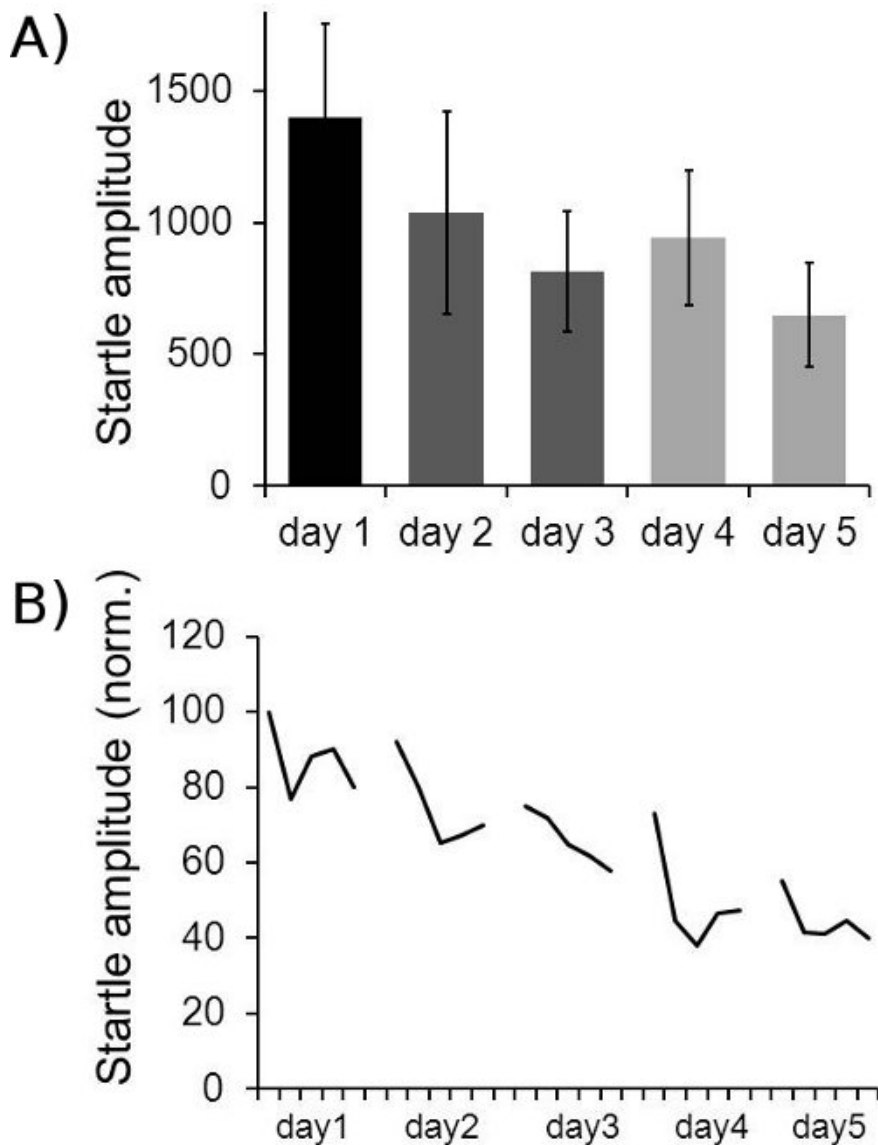 A)
Startle amplitude
1500
1000
500
0
day 1 day 2 day 3 day 4 day 5
B)
Startle amplitude (norm.)
120
100
80
60
40
20
0
day1 day2 day3 day4 day5